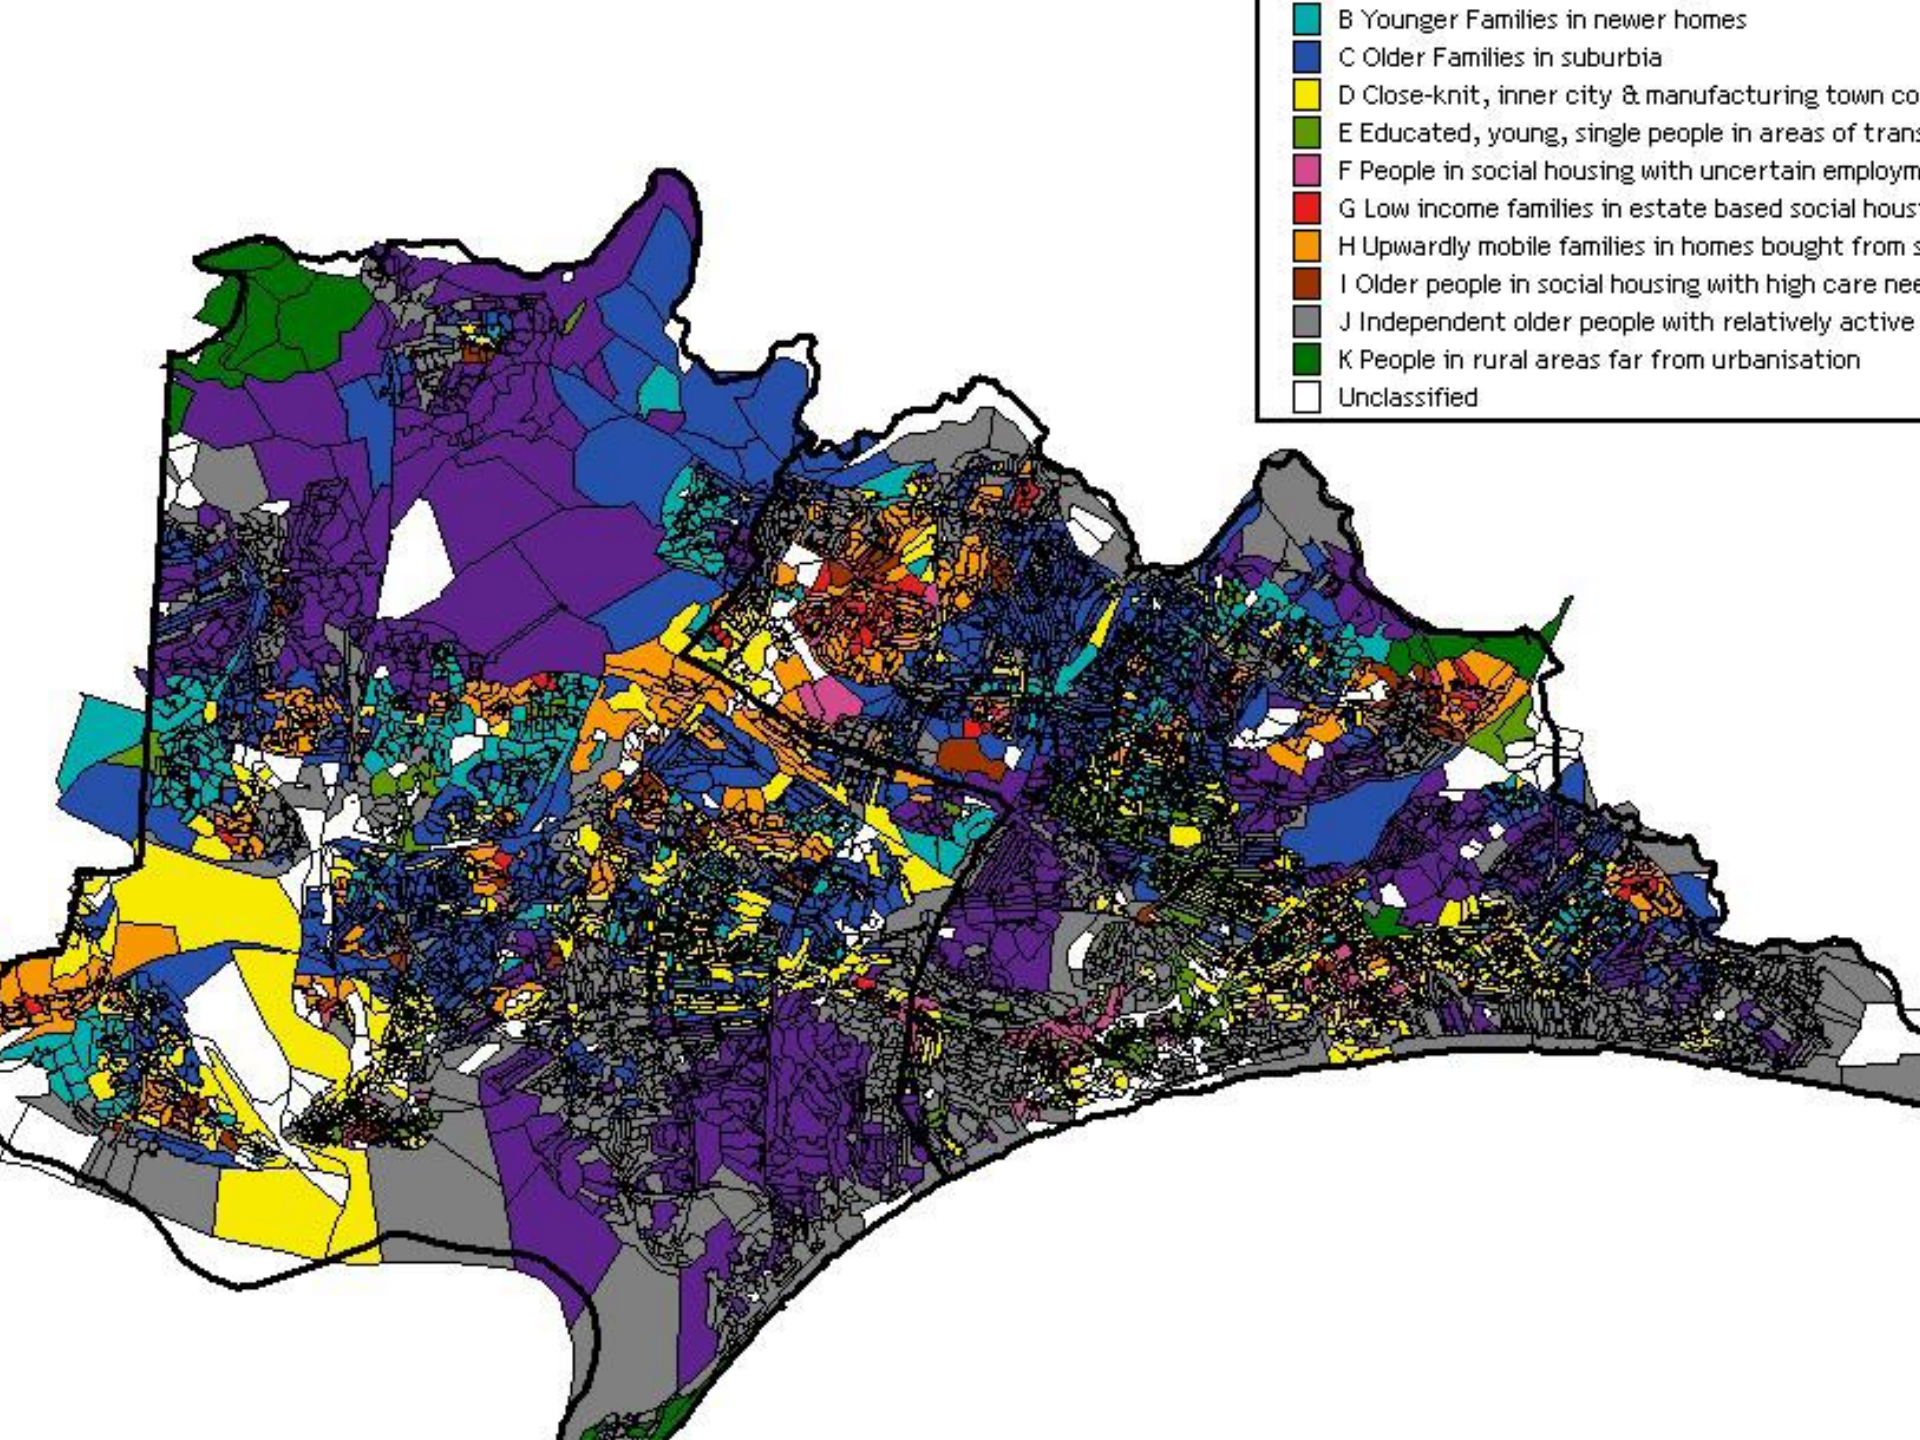 B Younger Families in newer homes
C Older Families in suburbia
D Close-knit, inner city & manufacturing town co
E Educated, young, single people in areas of trans
F People in social housing with uncertain employm
G Low income families in estate based social hous
H Upwardly mobile families in homes bought from s
I Older people in social housing with high care nee
J Independent older people with relatively active
K People in rural areas far from urbanisation
Unclassified